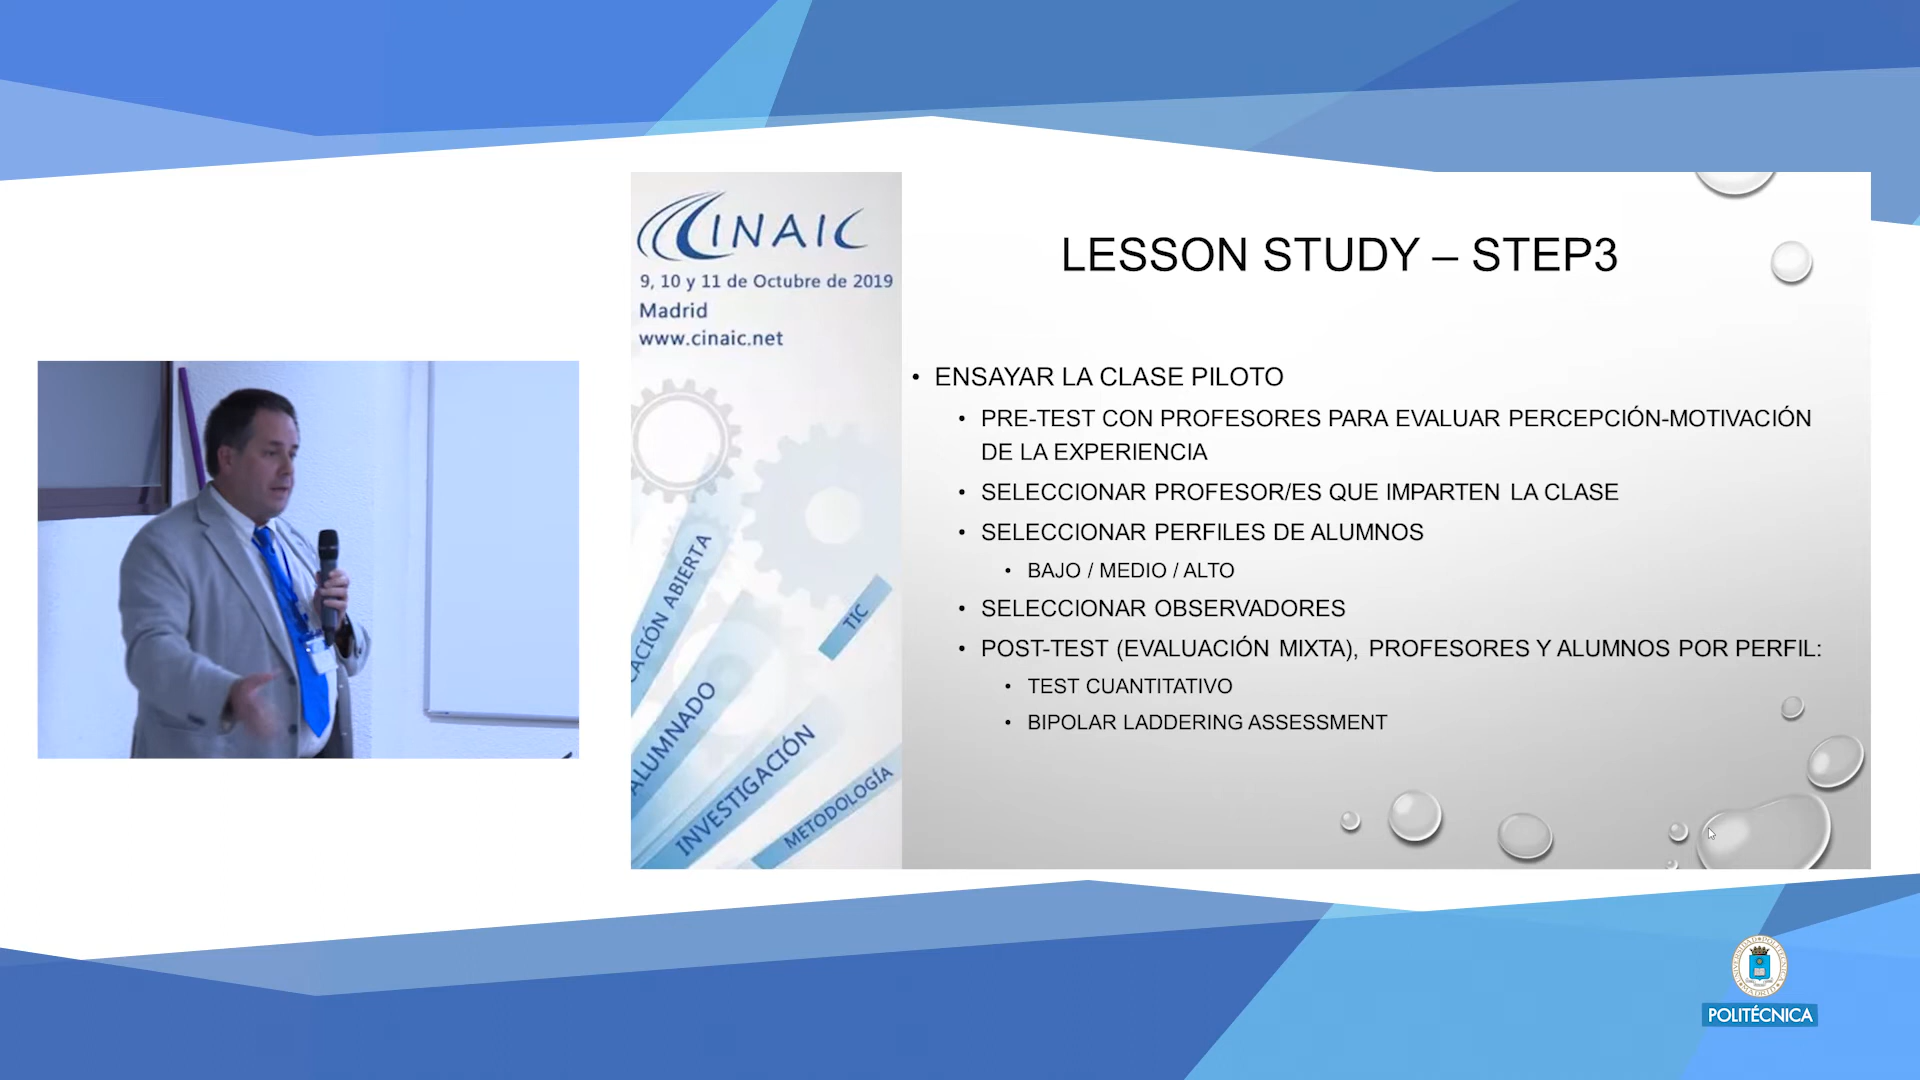 CINAIC
9, 10 y 11 de Octubre de 2019
Madrid
www.cinaic.net
CACIÓN ABIERTA
TIC
ALUMNADO
INVESTIGACIÓN
METODOLOGÍA
LESSON STUDY – STEP3
• ENSAYAR LA CLASE PILOTO
• PRE-TEST CON PROFESORES PARA EVALUAR PERCEPCIÓN-MOTIVACIÓN
DE LA EXPERIENCIA
• SELECCIONAR PROFESOR/ES QUE IMPARTEN LA CLASE
• SELECCIONAR PERFILES DE ALUMNOS
• BAJO / MEDIO / ALTO
• SELECCIONAR OBSERVADORES
• POST-TEST (EVALUACIÓN MIXTA), PROFESORES Y ALUMNOS POR PERFIL:
• TEST CUANTITATIVO
• BIPOLAR LADDERING ASSESSMENT
POLITÉCNICA